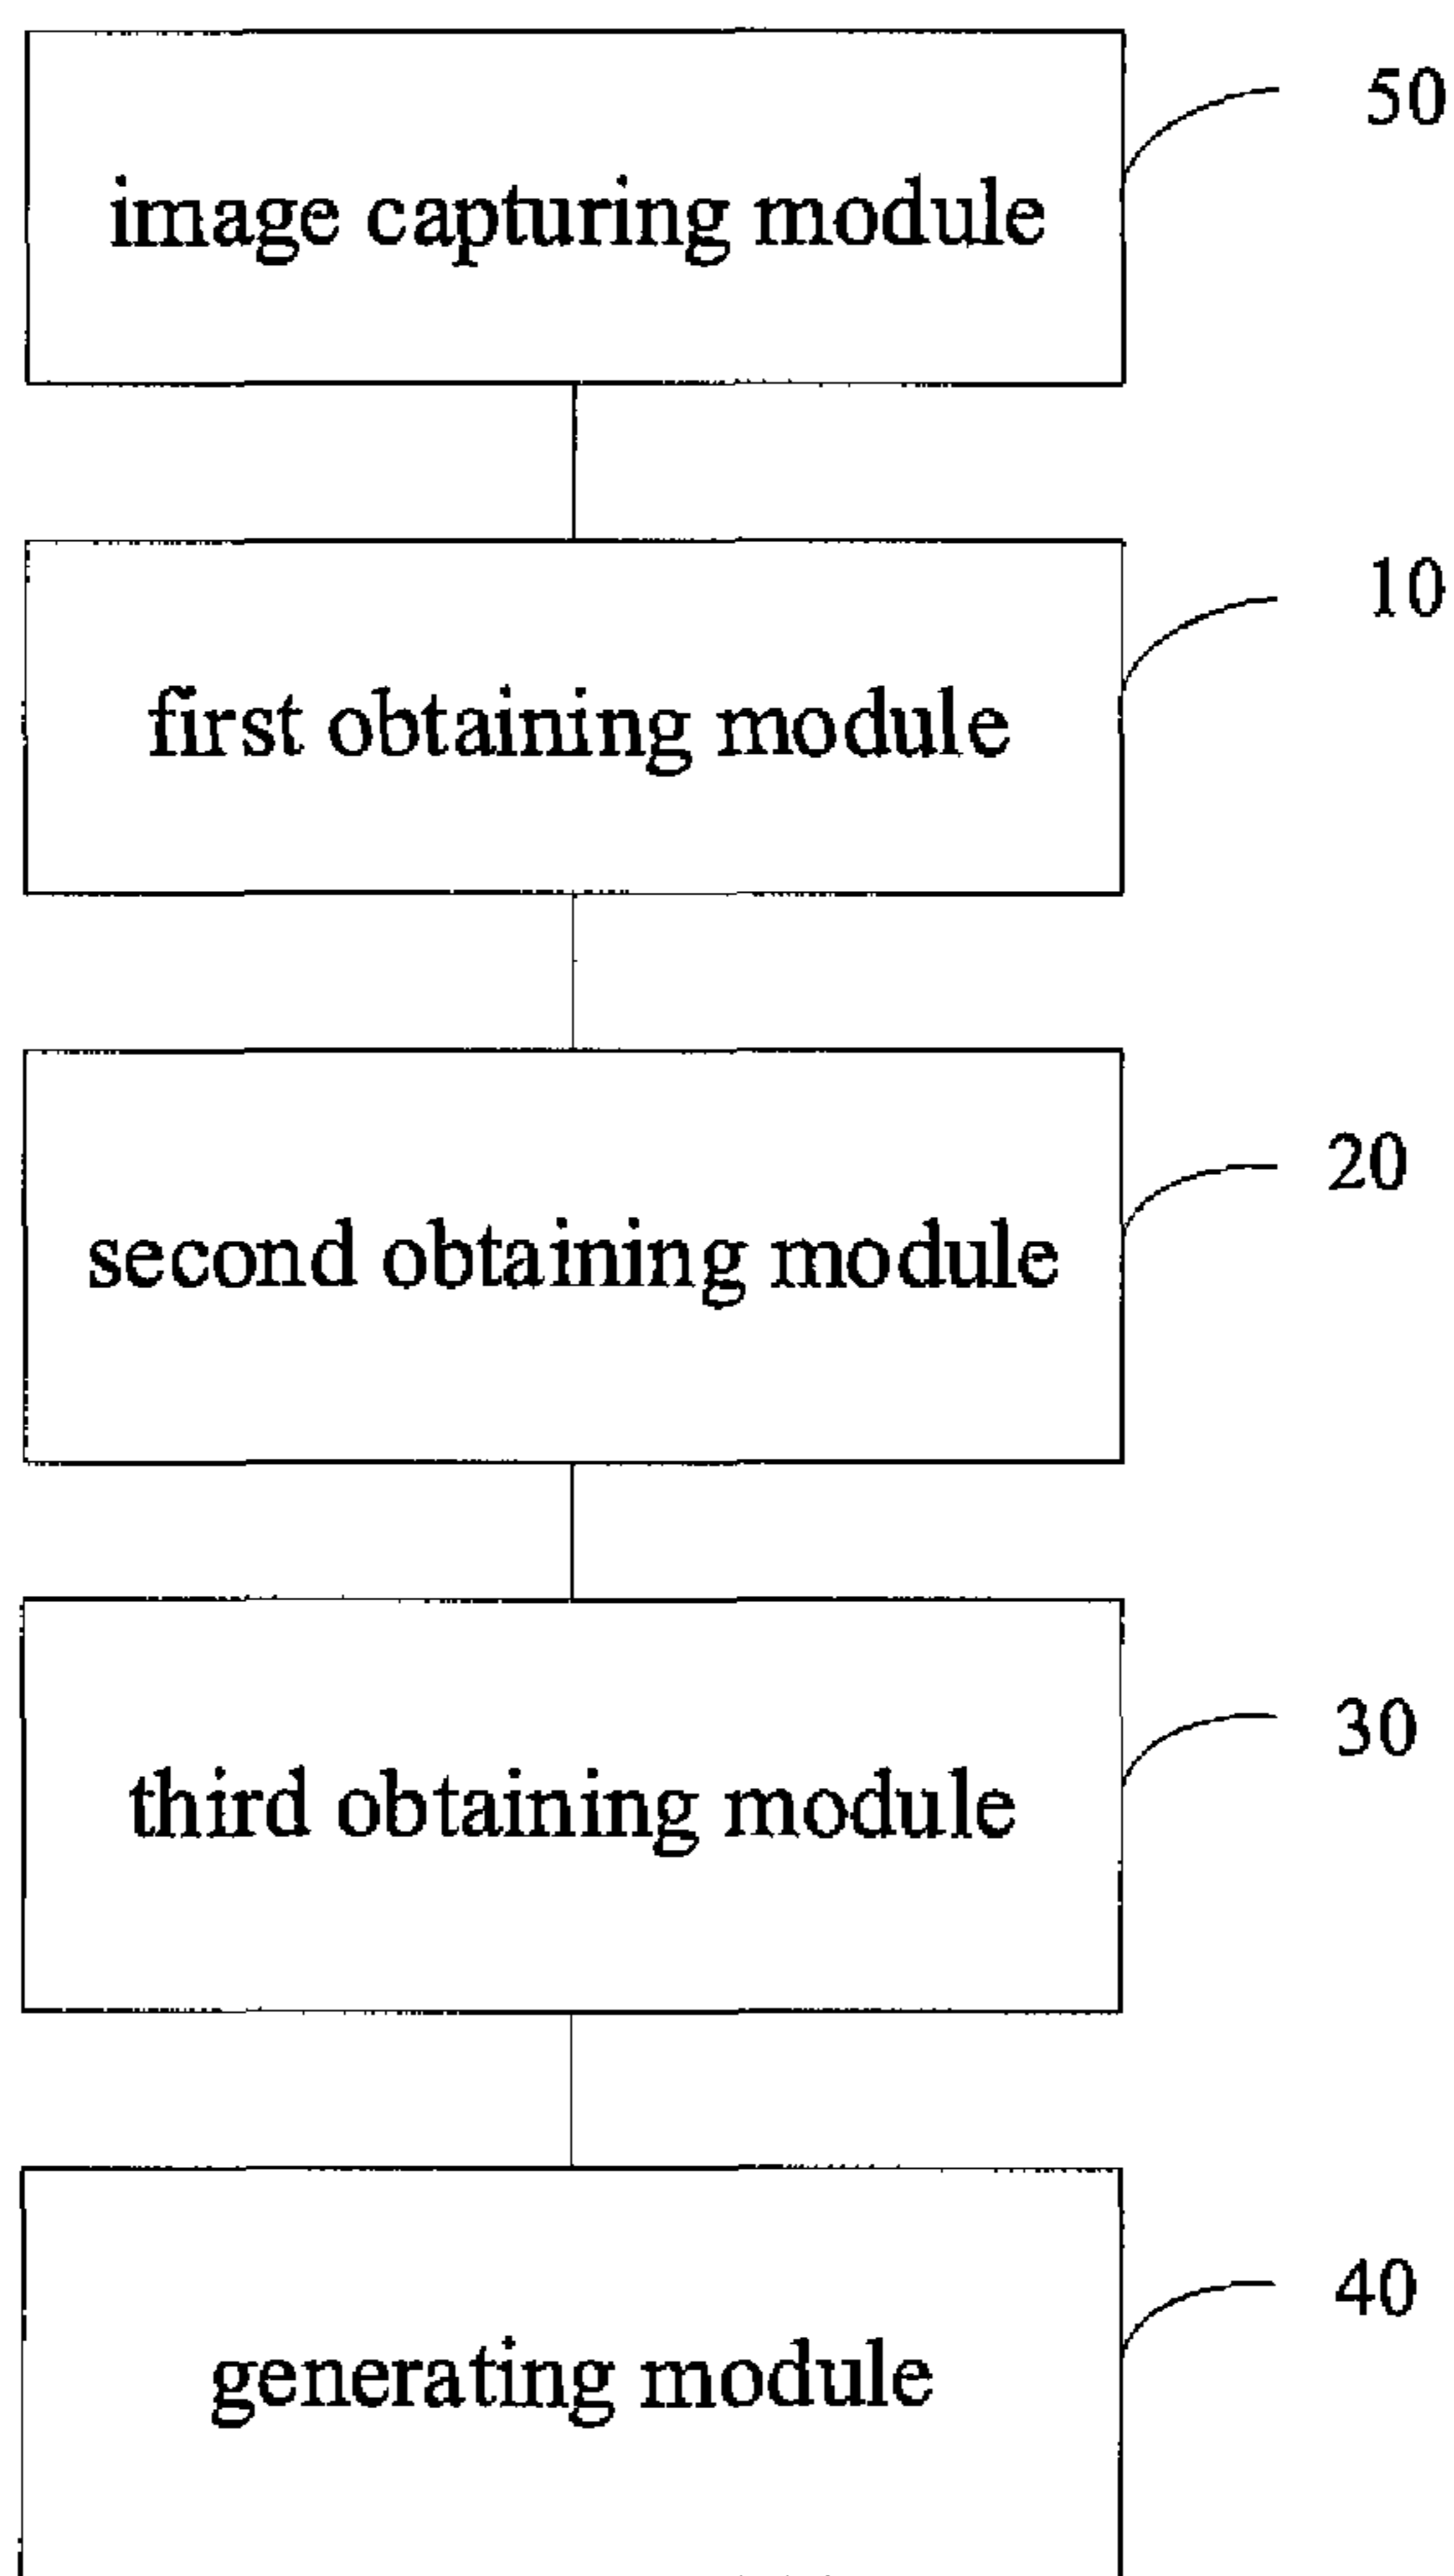 50
image capturing module
10
first obtaining module
20
second obtaining module
30
third obtaining module
40
generating module